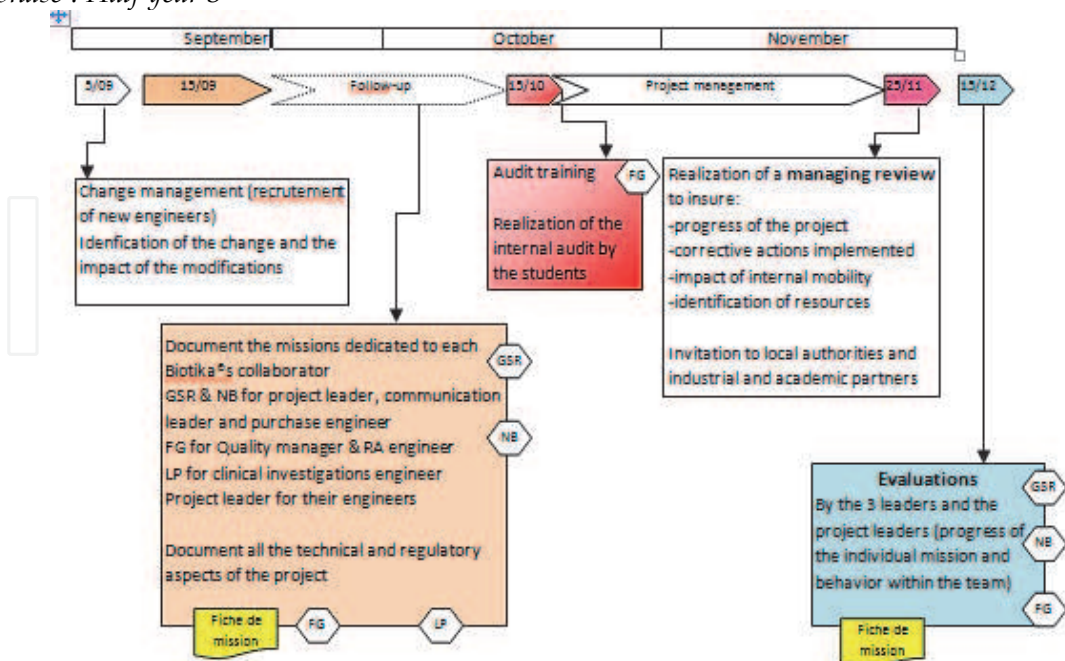 Phase : Half-year 3
September October November
5/09 15/09 Follow-up 15/10 Project management 25/11 15/12
Change management (recrutement
of new engineers)
Idenfication of the change and the
impact of the modifications
Audit training
FG
Realization of the
internal audit by
the students
Realization of a managing review
to insure:
-progress of the project
-corrective actions implemented
-impact of internal mobility
-identification of resources
Invitation to local authorities and
industrial and academic partners
Document the missions dedicated to each
Biotika®s collaborator
GSR & NB for project leader, communication
leader and purchase engineer
FG for Quality manager & RA engineer
LP for clinical investigations engineer
Project leader for their engineers
Document all the technical and regulatory
aspects of the project
GSR
NB
Fiche de
mission
FG
LP
Evaluations
By the 3 leaders and the
project leaders (progress of
the individual mission and
behavior within the team)
GSR
NB
FG
Fiche de
mission